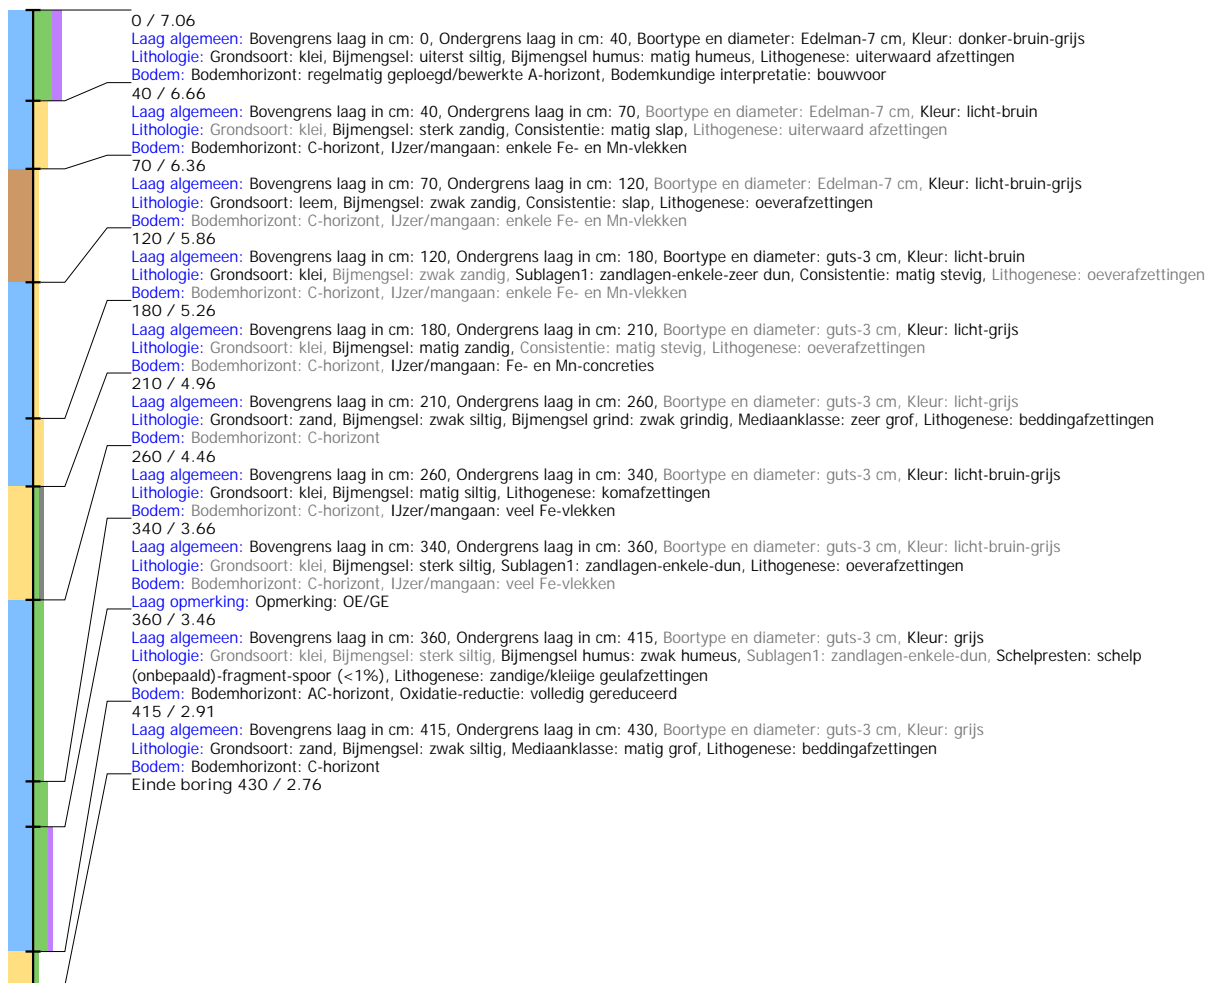 0 / 7.06
Laag algemeen: Bovengrens laag in cm: 0, Ondergrens laag in cm: 40, Boortype en diameter: Edelman-7 cm, Kleur: donker-bruin-grijs
Lithologie: Grondsoort: klei, Bijmengsel: uiterst siltig, Bijmengsel humus: matig humeus, Lithogenese: uiterwaard afzettingen
Bodem: Bodemhorizont: regelmatig geploegd/bewerkte A-horizont, Bodemkundige interpretatie: bouwvoor
40 / 6.66
Laag algemeen: Bovengrens laag in cm: 40, Ondergrens laag in cm: 70, Boortype en diameter: Edelman-7 cm, Kleur: licht-bruin
Lithologie: Grondsoort: klei, Bijmengsel: sterk zandig, Consistentie: matig slap, Lithogenese: uiterwaard afzettingen
Bodem: Bodemhorizont: C-horizont, IJzer/mangaan: enkele Fe- en Mn-vlekken
70 / 6.36
Laag algemeen: Bovengrens laag in cm: 70, Ondergrens laag in cm: 120, Boortype en diameter: Edelman-7 cm, Kleur: licht-bruin-grijs
Lithologie: Grondsoort: leem, Bijmengsel: zwak zandig, Consistentie: slap, Lithogenese: oeverafzettingen
Bodem: Bodemhorizont: C-horizont, IJzer/mangaan: enkele Fe- en Mn-vlekken
120 / 5.86
Laag algemeen: Bovengrens laag in cm: 120, Ondergrens laag in cm: 180, Boortype en diameter: guts-3 cm, Kleur: licht-bruin
Lithologie: Grondsoort: klei, Bijmengsel: zwak zandig, Sublagen1: zandlagen-enkele-zeer dun, Consistentie: matig stevig, Lithogenese: oeverafzettingen
Bodem: Bodemhorizont: C-horizont, IJzer/mangaan: enkele Fe- en Mn-vlekken
180 / 5.26
Laag algemeen: Bovengrens laag in cm: 180, Ondergrens laag in cm: 210, Boortype en diameter: guts-3 cm, Kleur: licht-grijs
Lithologie: Grondsoort: klei, Bijmengsel: matig zandig, Consistentie: matig stevig, Lithogenese: oeverafzettingen
Bodem: Bodemhorizont: C-horizont, IJzer/mangaan: Fe- en Mn-concreties
210 / 4.96
Laag algemeen: Bovengrens laag in cm: 210, Ondergrens laag in cm: 260, Boortype en diameter: guts-3 cm, Kleur: licht-grijs
Lithologie: Grondsoort: zand, Bijmengsel: zwak siltig, Bijmengsel grind: zwak grindig, Mediaanklasse: zeer grof, Lithogenese: beddingafzettingen
Bodem: Bodemhorizont: C-horizont
260 / 4.46
Laag algemeen: Bovengrens laag in cm: 260, Ondergrens laag in cm: 340, Boortype en diameter: guts-3 cm, Kleur: licht-bruin-grijs
Lithologie: Grondsoort: klei, Bijmengsel: matig siltig, Lithogenese: komafzettingen
Bodem: Bodemhorizont: C-horizont, IJzer/mangaan: veel Fe-vlekken
340 / 3.66
Laag algemeen: Bovengrens laag in cm: 340, Ondergrens laag in cm: 360, Boortype en diameter: guts-3 cm, Kleur: licht-bruin-grijs
Lithologie: Grondsoort: klei, Bijmengsel: sterk siltig, Sublagen1: zandlagen-enkele-dun, Lithogenese: oeverafzettingen
Bodem: Bodemhorizont: C-horizont, IJzer/mangaan: veel Fe-vlekken
Laag opmerking: Opmerking: OE/GE
360 / 3.46
Laag algemeen: Bovengrens laag in cm: 360, Ondergrens laag in cm: 415, Boortype en diameter: guts-3 cm, Kleur: grijs
Lithologie: Grondsoort: klei, Bijmengsel: sterk siltig, Bijmengsel humus: zwak humeus, Sublagen1: zandlagen-enkele-dun, Schelpresten: schelp
(onbepaald)-fragment-spoor (<1%), Lithogenese: zandige/kleiige geulafzettingen
Bodem: Bodemhorizont: AC-horizont, Oxidatie-reductie: volledig gereduceerd
415 / 2.91
Laag algemeen: Bovengrens laag in cm: 415, Ondergrens laag in cm: 430, Boortype en diameter: guts-3 cm, Kleur: grijs
Lithologie: Grondsoort: zand, Bijmengsel: zwak siltig, Mediaanklasse: matig grof, Lithogenese: beddingafzettingen
Bodem: Bodemhorizont: C-horizont
Einde boring 430 / 2.76